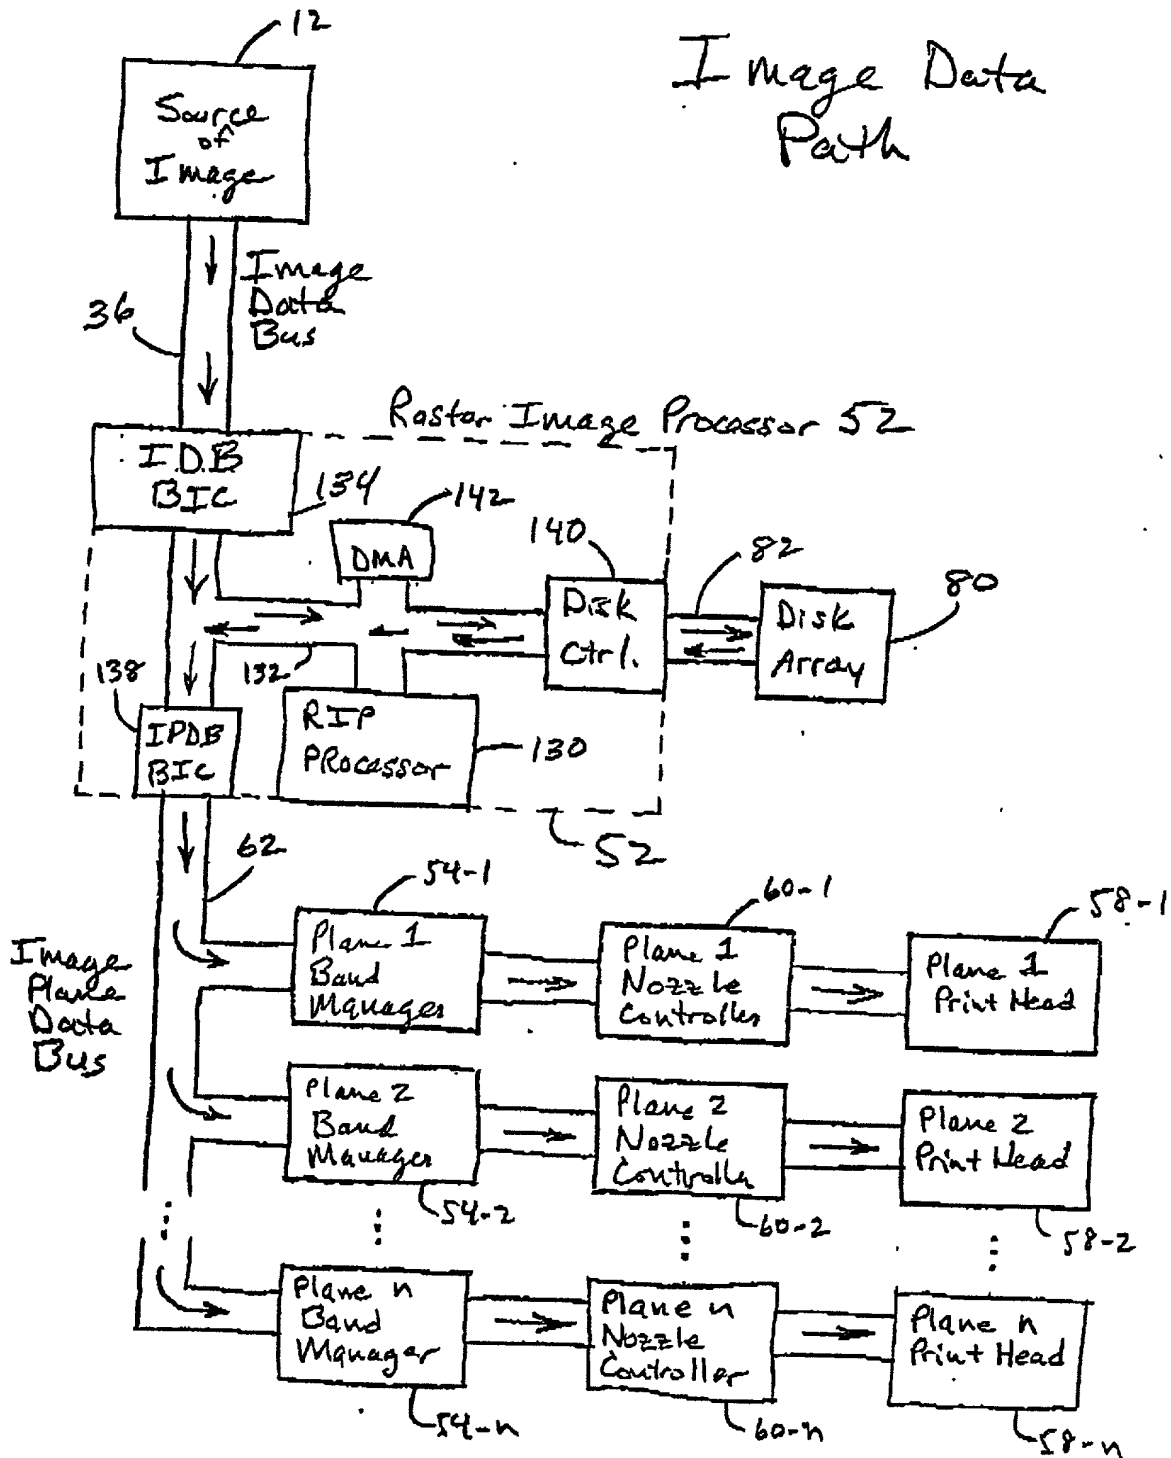 12
Image Data
Path
Source
of
Image
Image
Data
Bus
36
Raster Image Processor 52
I.D.B
BIC
134
142
DMA
140
82
80
Disk
Ctrl.
Disk
Array
132
138
IPDB
BIC
RIP
PRocessor
130
52
62
54-1
60-1
58-1
Image
Plane
Data
Bus
Plane 1
Band
Manager
Plane 1
Nozzle
Controller
Plane 1
Print Head
Plane 2
Band
Manager
Plane 2
Nozzle
Controller
Plane 2
Print Head
54-2
60-2
58-2
Plane n
Band
Manager
Plane n
Nozzle
Controller
Plane n
Print Head
54-n
60-n
58-n